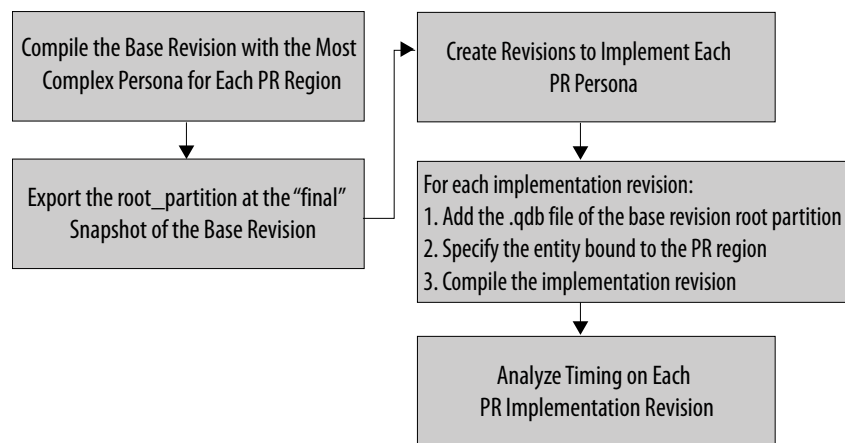 Compile the Base Revision with the Most
Complex Persona for Each PR Region
Export the root_partition at the “final”
Snapshot of the Base Revision
Create Revisions to Implement Each
PR Persona
For each implementation revision:
1. Add the .qdb file of the base revision root partition
2. Specify the entity bound to the PR region
3. Compile the implementation revision
Analyze Timing on Each
PR Implementation Revision